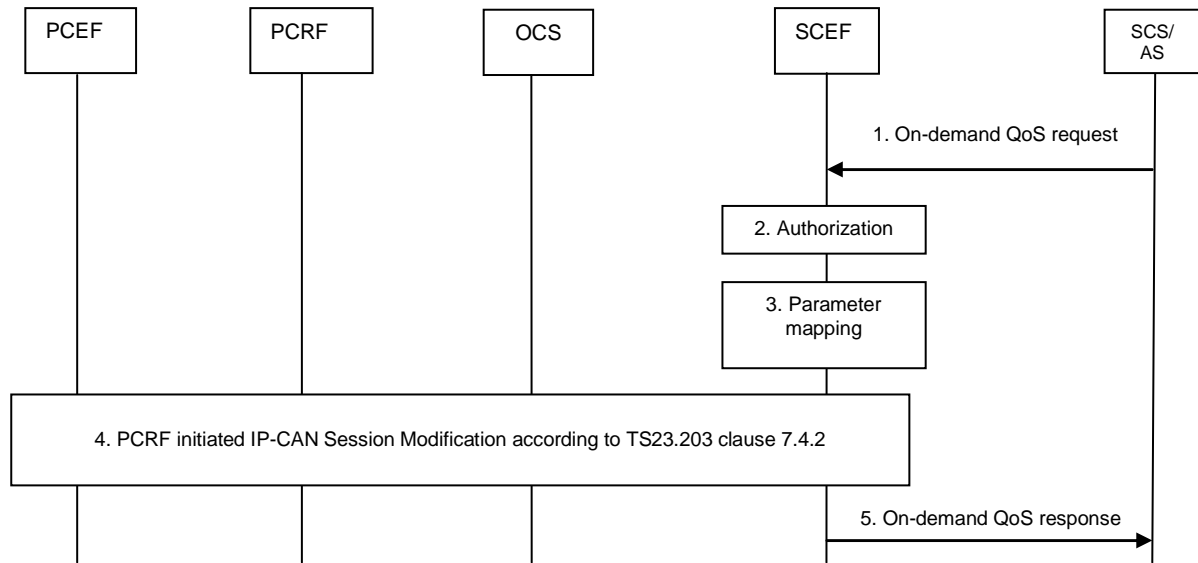 PCEF
PCRF
OCS
SCEF
SCS/
AS
1. On-demand QoS request
2. Authorization
3. Parameter
mapping
4. PCRF initiated IP-CAN Session Modification according to TS23.203 clause 7.4.2
5. On-demand QoS response